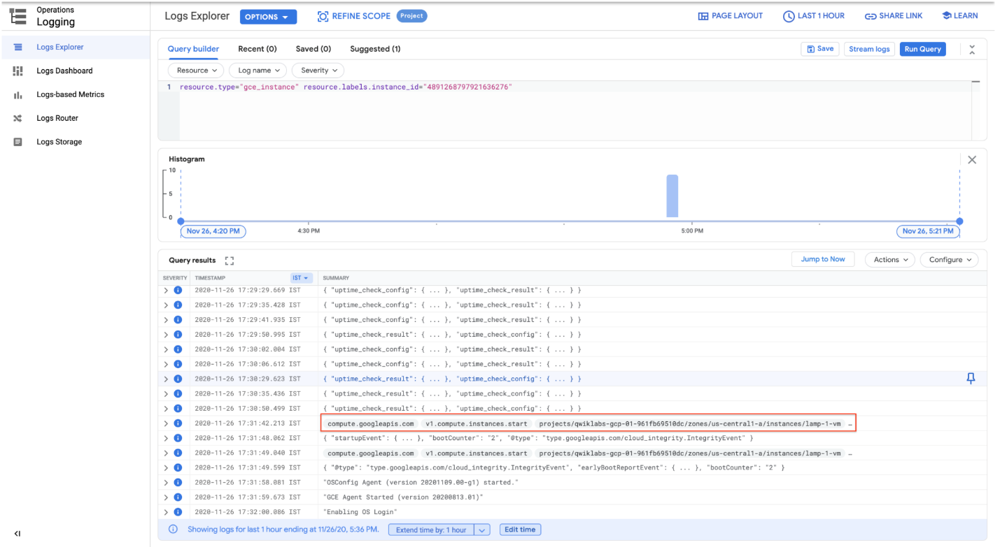 Operations
Logging
Logs Explorer OPTIONS REFINE SCOPE Project PAGE LAYOUT LAST 1 HOUR SHARE LINK LEARN
Logs Explorer
Logs Dashboard
Logs-based Metrics
Logs Router
Logs Storage
Query builder Recent (0) Saved (0) Suggested (1) Save Stream logs Run Query
Resource Log name Severity
1 resource.type="gce_instance" resource.labels.instance_id="4891268797921636276"
Histogram
10
5
0
Nov 26, 4:20 PM 4:30 PM 5:00 PM Nov 26, 5:21 PM
Query results Jump to Now Actions Configure
SEVERITY TIMESTAMP IST SUMMARY
2020-11-26 17:29:29.669 IST { "uptime_check_config": { ... }, "uptime_check_result": { ... } }
2020-11-26 17:29:35.428 IST { "uptime_check_config": { ... }, "uptime_check_result": { ... } }
2020-11-26 17:29:41.935 IST { "uptime_check_config": { ... }, "uptime_check_result": { ... } }
2020-11-26 17:29:50.995 IST { "uptime_check_result": { ... }, "uptime_check_config": { ... } }
2020-11-26 17:30:02.004 IST { "uptime_check_config": { ... }, "uptime_check_result": { ... } }
2020-11-26 17:30:06.612 IST { "uptime_check_config": { ... }, "uptime_check_result": { ... } }
2020-11-26 17:30:29.623 IST { "uptime_check_result": { ... }, "uptime_check_config": { ... } }
2020-11-26 17:30:35.436 IST { "uptime_check_config": { ... }, "uptime_check_result": { ... } }
2020-11-26 17:30:50.499 IST { "uptime_check_result": { ... }, "uptime_check_config": { ... } }
2020-11-26 17:31:42.213 IST compute.googleapis.com v1.compute.instances.start projects/qwiklabs-gcp-01-961fb69510dc/zones/us-central1-a/instances/lamp-1-vm …
2020-11-26 17:31:48.062 IST { "startupEvent": { ... }, "bootCounter": "2", "@type": "type.googleapis.com/cloud_integrity.IntegrityEvent" }
2020-11-26 17:31:49.040 IST compute.googleapis.com v1.compute.instances.start projects/qwiklabs-gcp-01-961fb69510dc/zones/us-central1-a/instances/lamp-1-vm …
2020-11-26 17:31:49.599 IST { "@type": "type.googleapis.com/cloud_integrity.IntegrityEvent", "earlyBootReportEvent": { ... }, "bootCounter": "2" }
2020-11-26 17:31:58.081 IST "OSConfig Agent (version 20201109.00-g1) started."
2020-11-26 17:31:59.673 IST "GCE Agent Started (version 20200813.01)"
2020-11-26 17:32:00.086 IST "Enabling OS Login"
Showing logs for last 1 hour ending at 11/26/20, 5:36 PM. Extend time by: 1 hour Edit time